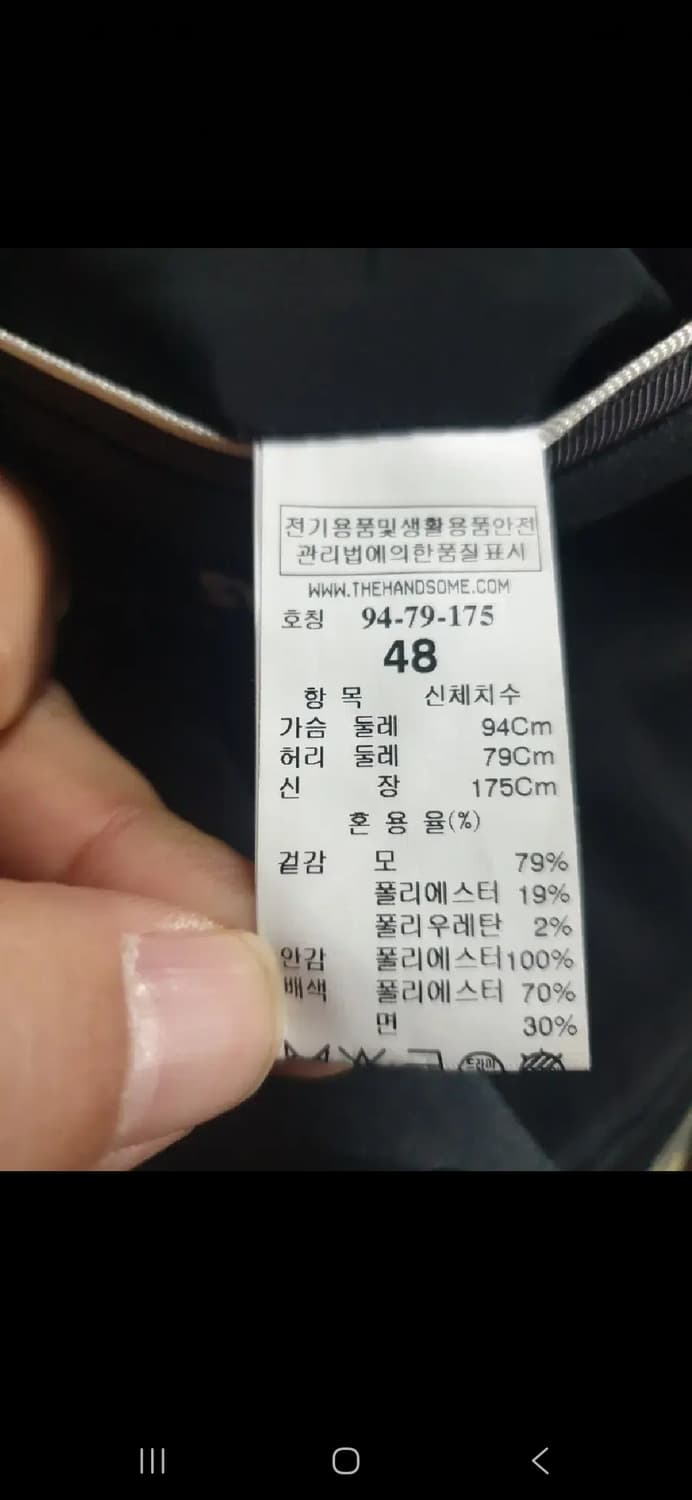 전기용품및생활용품안전
관리법에의한품질표시
WWW.THEHANDSOME.COM
호칭 94-79-175
48
항 목 신체치수
가슴 둘레 94Cm
허리 둘레 79Cm
신 장 175Cm
혼 용 율(%)
겉감 모 79%
폴리에스터 19%
폴리우레탄 2%
안감 폴리에스터100%
배색 폴리에스터 70%
면 30%
드라이